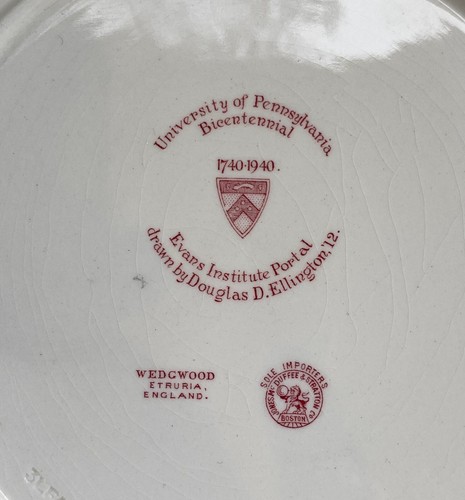 University of Pennsylvania
Bicentennial
1740·1940.
Evans Institute Portal
drawn by Douglas D. Ellington, '12.
WEDGWOOD
ETRURIA,
ENGLAND.
SOLE IMPORTERS
JONES, McDUFFEE & STRATTON Co
BOSTON